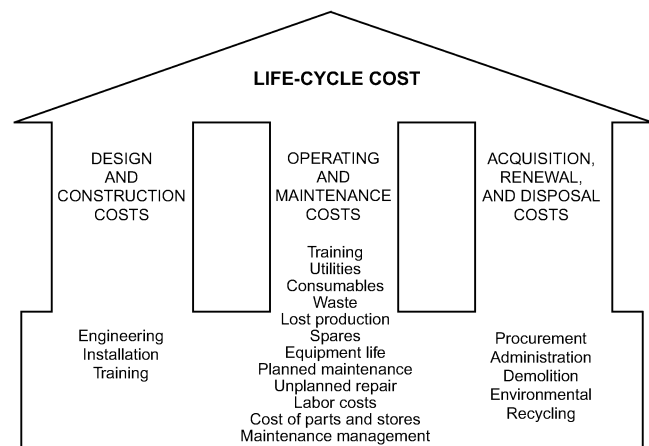 LIFE-CYCLE COST
DESIGN
AND
CONSTRUCTION
COSTS
Engineering
Installation
Training
OPERATING
AND
MAINTENANCE
COSTS
Training
Utilities
Consumables
Waste
Lost production
Spares
Equipment life
Planned maintenance
Unplanned repair
Labor costs
Cost of parts and stores
Maintenance management
ACQUISITION,
RENEWAL,
AND DISPOSAL
COSTS
Procurement
Administration
Demolition
Environmental
Recycling